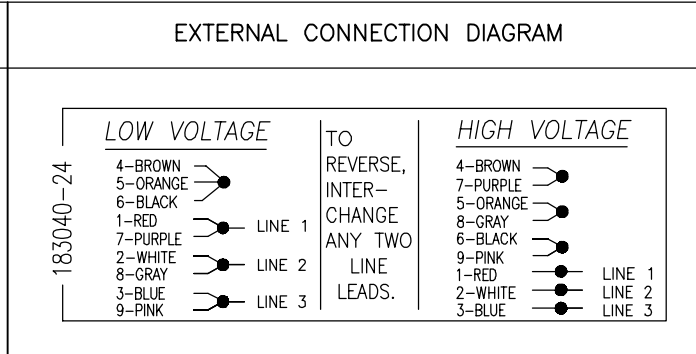 EXTERNAL CONNECTION DIAGRAM
183040-24
LOW VOLTAGE
4-BROWN
5-ORANGE
6-BLACK
1-RED
7-PURPLE
LINE 1
2-WHITE
8-GRAY
LINE 2
3-BLUE
9-PINK
LINE 3
TO
REVERSE,
INTER-
CHANGE
ANY TWO
LINE
LEADS.
HIGH VOLTAGE
4-BROWN
7-PURPLE
5-ORANGE
8-GRAY
6-BLACK
9-PINK
1-RED LINE 1
2-WHITE LINE 2
3-BLUE LINE 3